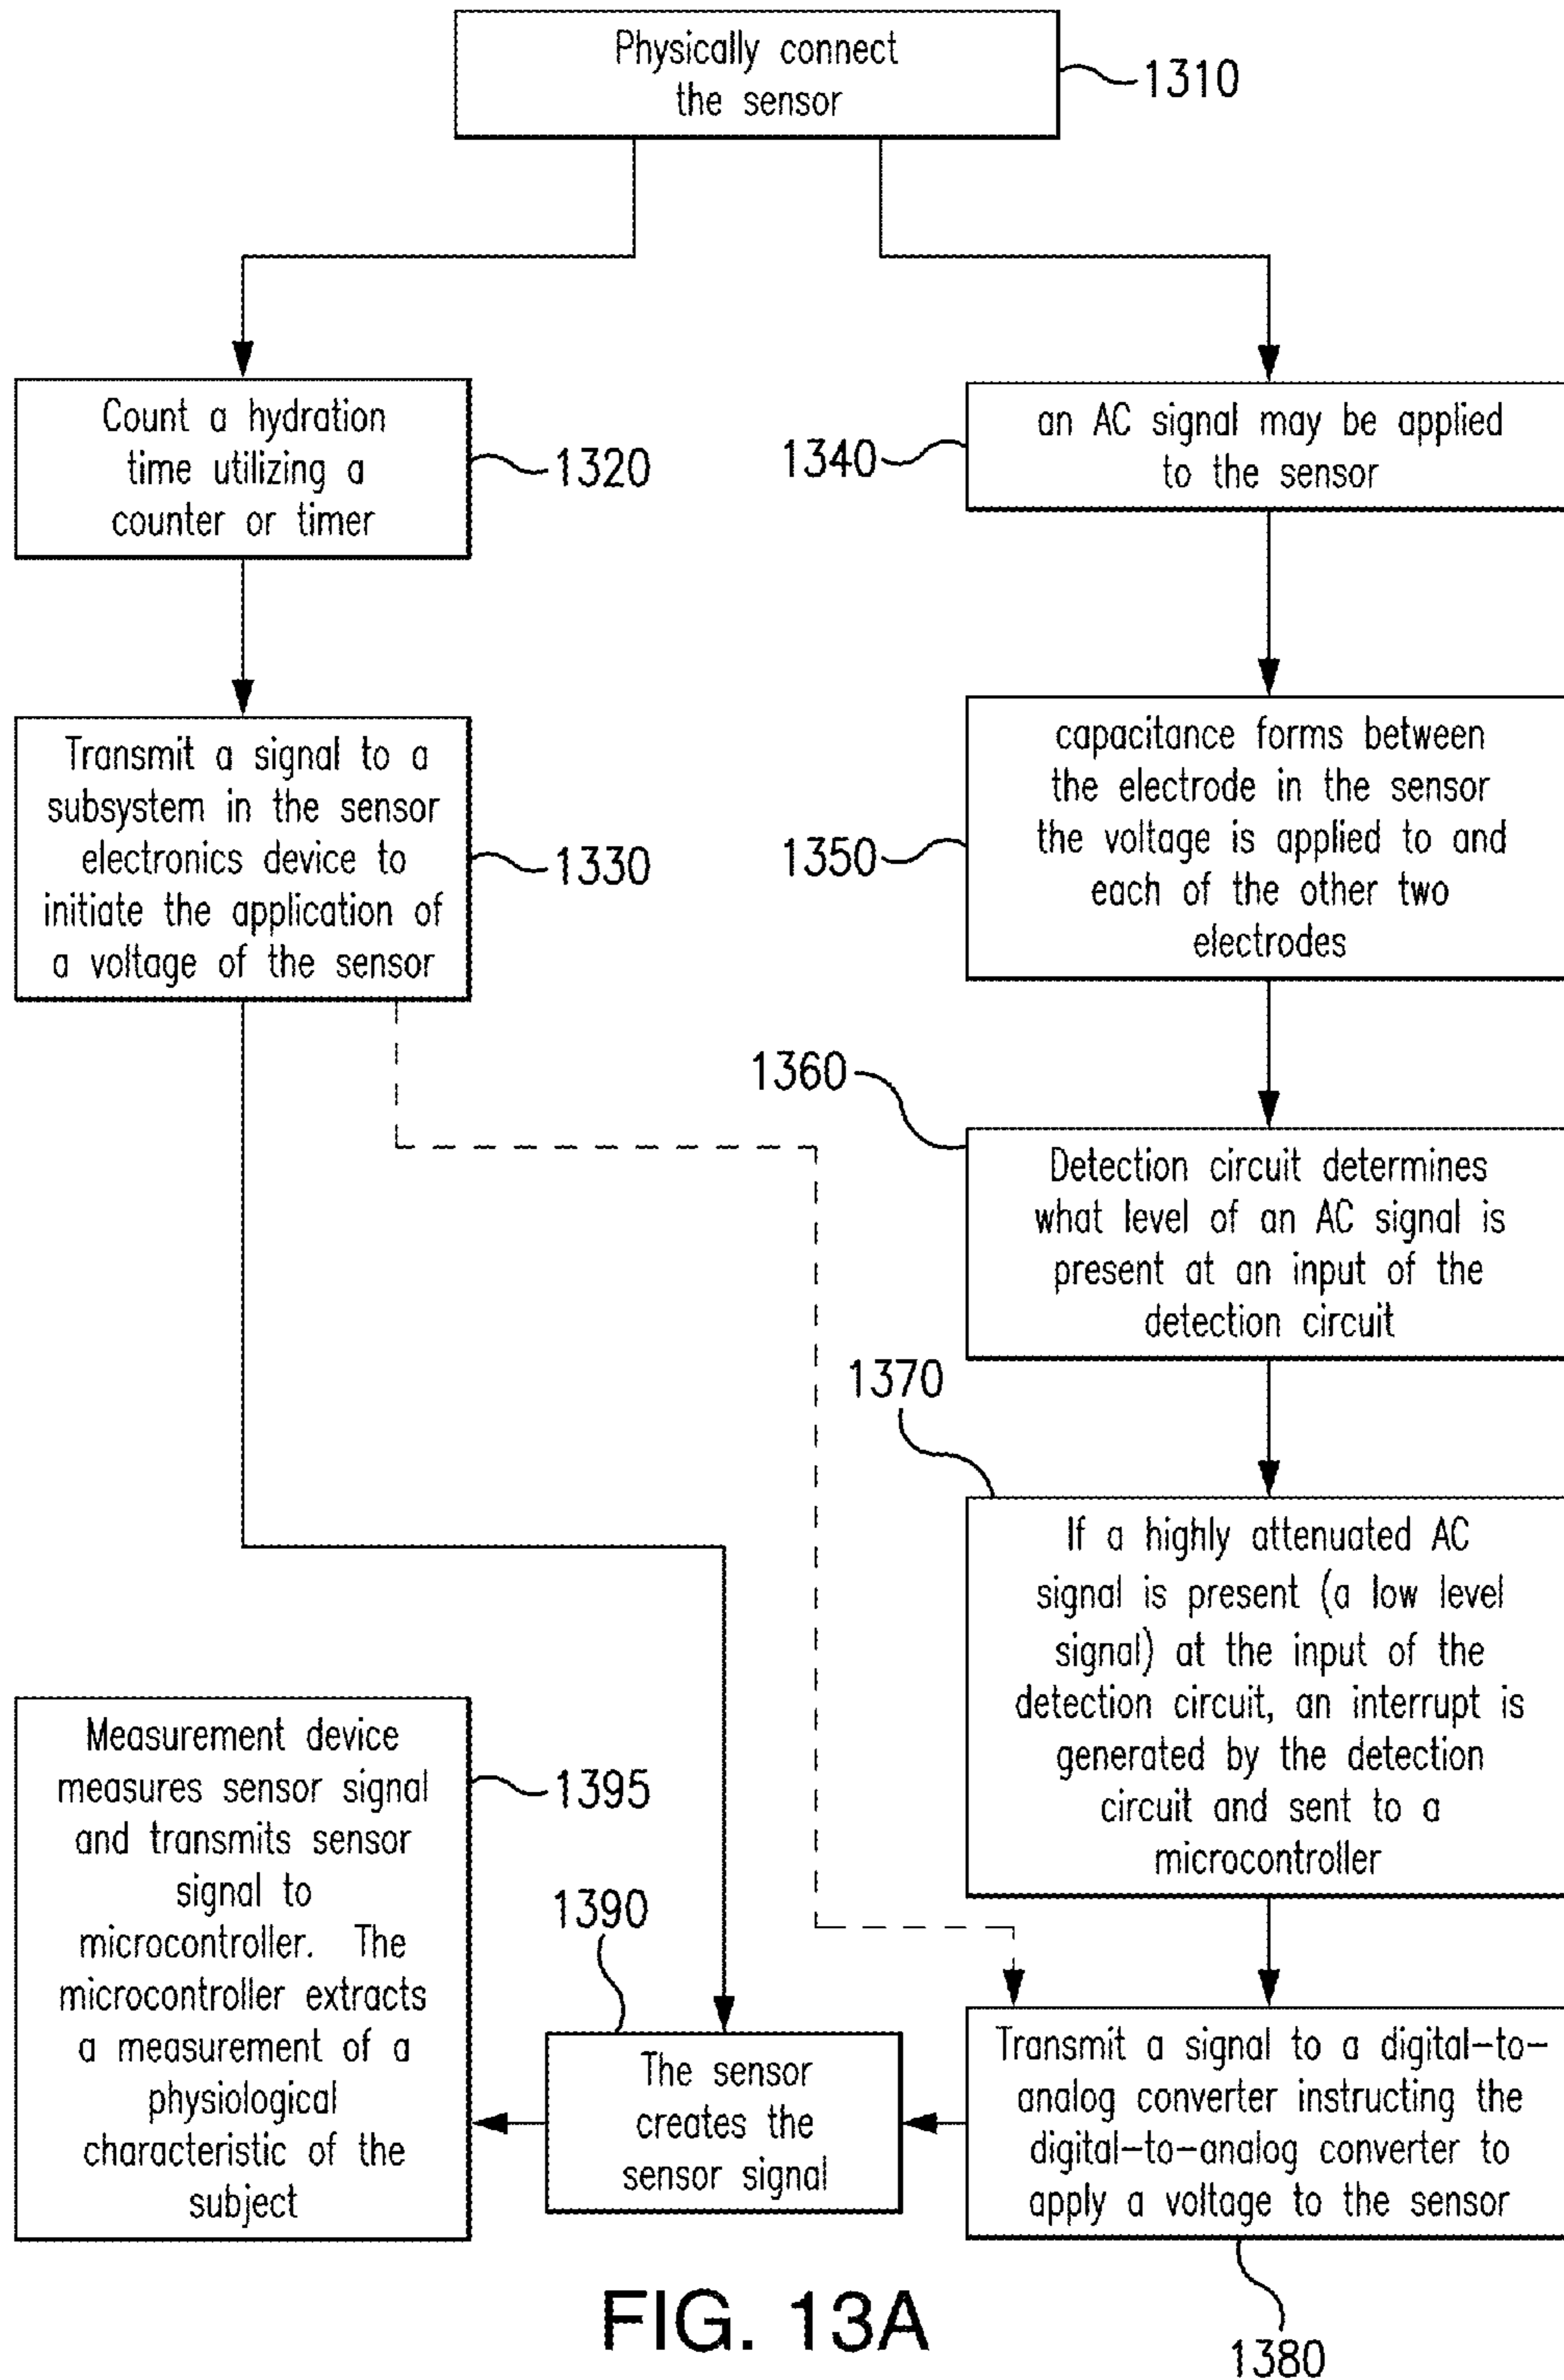 Physically connect
the sensor
1310
Count a hydration
time utilizing a
counter or timer
1320
Transmit a signal to a
subsystem in the sensor
electronics device to
initiate the application of
a voltage of the sensor
1330
1340
an AC signal may be applied
to the sensor
1350
capacitance forms between
the electrode in the sensor
the voltage is applied to and
each of the other two
electrodes
1360
Detection circuit determines
what level of an AC signal is
present at an input of the
detection circuit
1370
If a highly attenuated AC
signal is present (a low level
signal) at the input of the
detection circuit, an interrupt is
generated by the detection
circuit and sent to a
microcontroller
Transmit a signal to a digital-to-
analog converter instructing the
digital-to-analog converter to
apply a voltage to the sensor
1380
1390
The sensor
creates the
sensor signal
Measurement device
measures sensor signal
and transmits sensor
signal to
microcontroller. The
microcontroller extracts
a measurement of a
physiological
characteristic of the
subject
1395
FIG. 13A